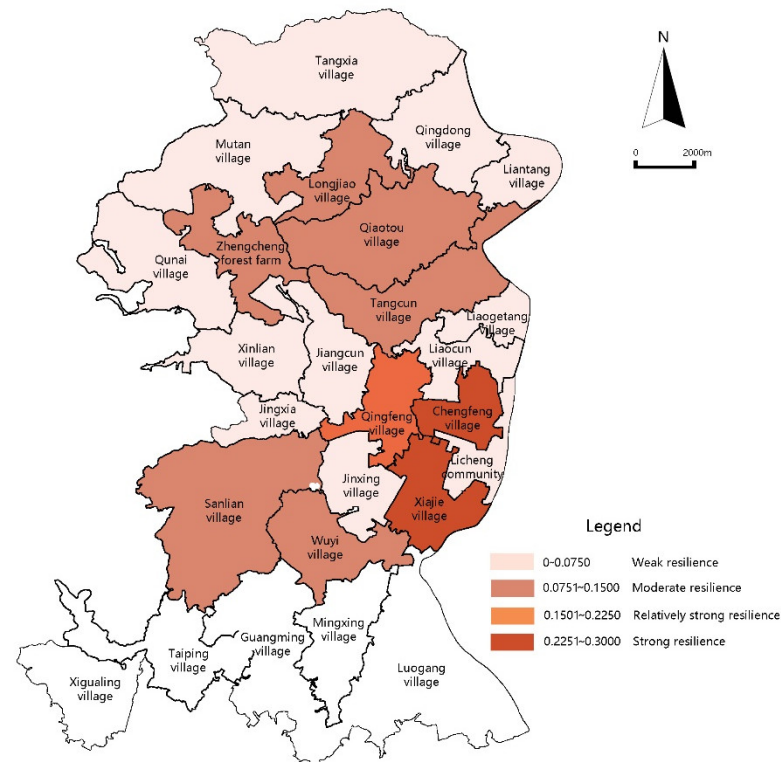 N
0
2000m
Tangxia
village
Qingdong
village
Mutan
village
Liantang
village
Longjiao
village
Qiaotou
village
Zhengcheng
forest farm
Qunai
village
Tangcun
village
Liaogetang
village
Xinlian
village
Jiangcun
village
Liaocun
village
Jingxia
village
Qingfeng
village
Chengfeng
village
Licheng
community
Jinxing
village
Sanlian
village
Xiajie
village
Wuyi
village
Legend
0~0.0750 Weak resilience
0.0751~0.1500 Moderate resilience
0.1501~0.2250 Relatively strong resilience
0.2251~0.3000 Strong resilience
Mingxing
village
Guangming
village
Taiping
village
Luogang
village
Xigualing
village